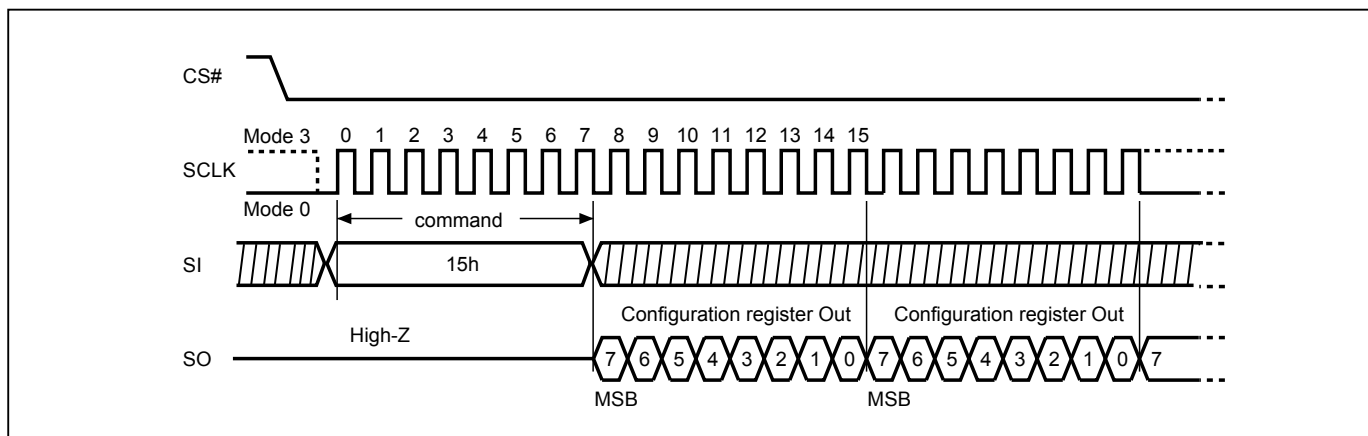 CS#
Mode 3
0 1 2 3 4 5 6 7 8 9 10 11 12 13 14 15
SCLK
Mode 0
command
SI
15h
Configuration register Out Configuration register Out
High-Z
SO
7 6 5 4 3 2 1 0 7 6 5 4 3 2 1 0 7
MSB MSB